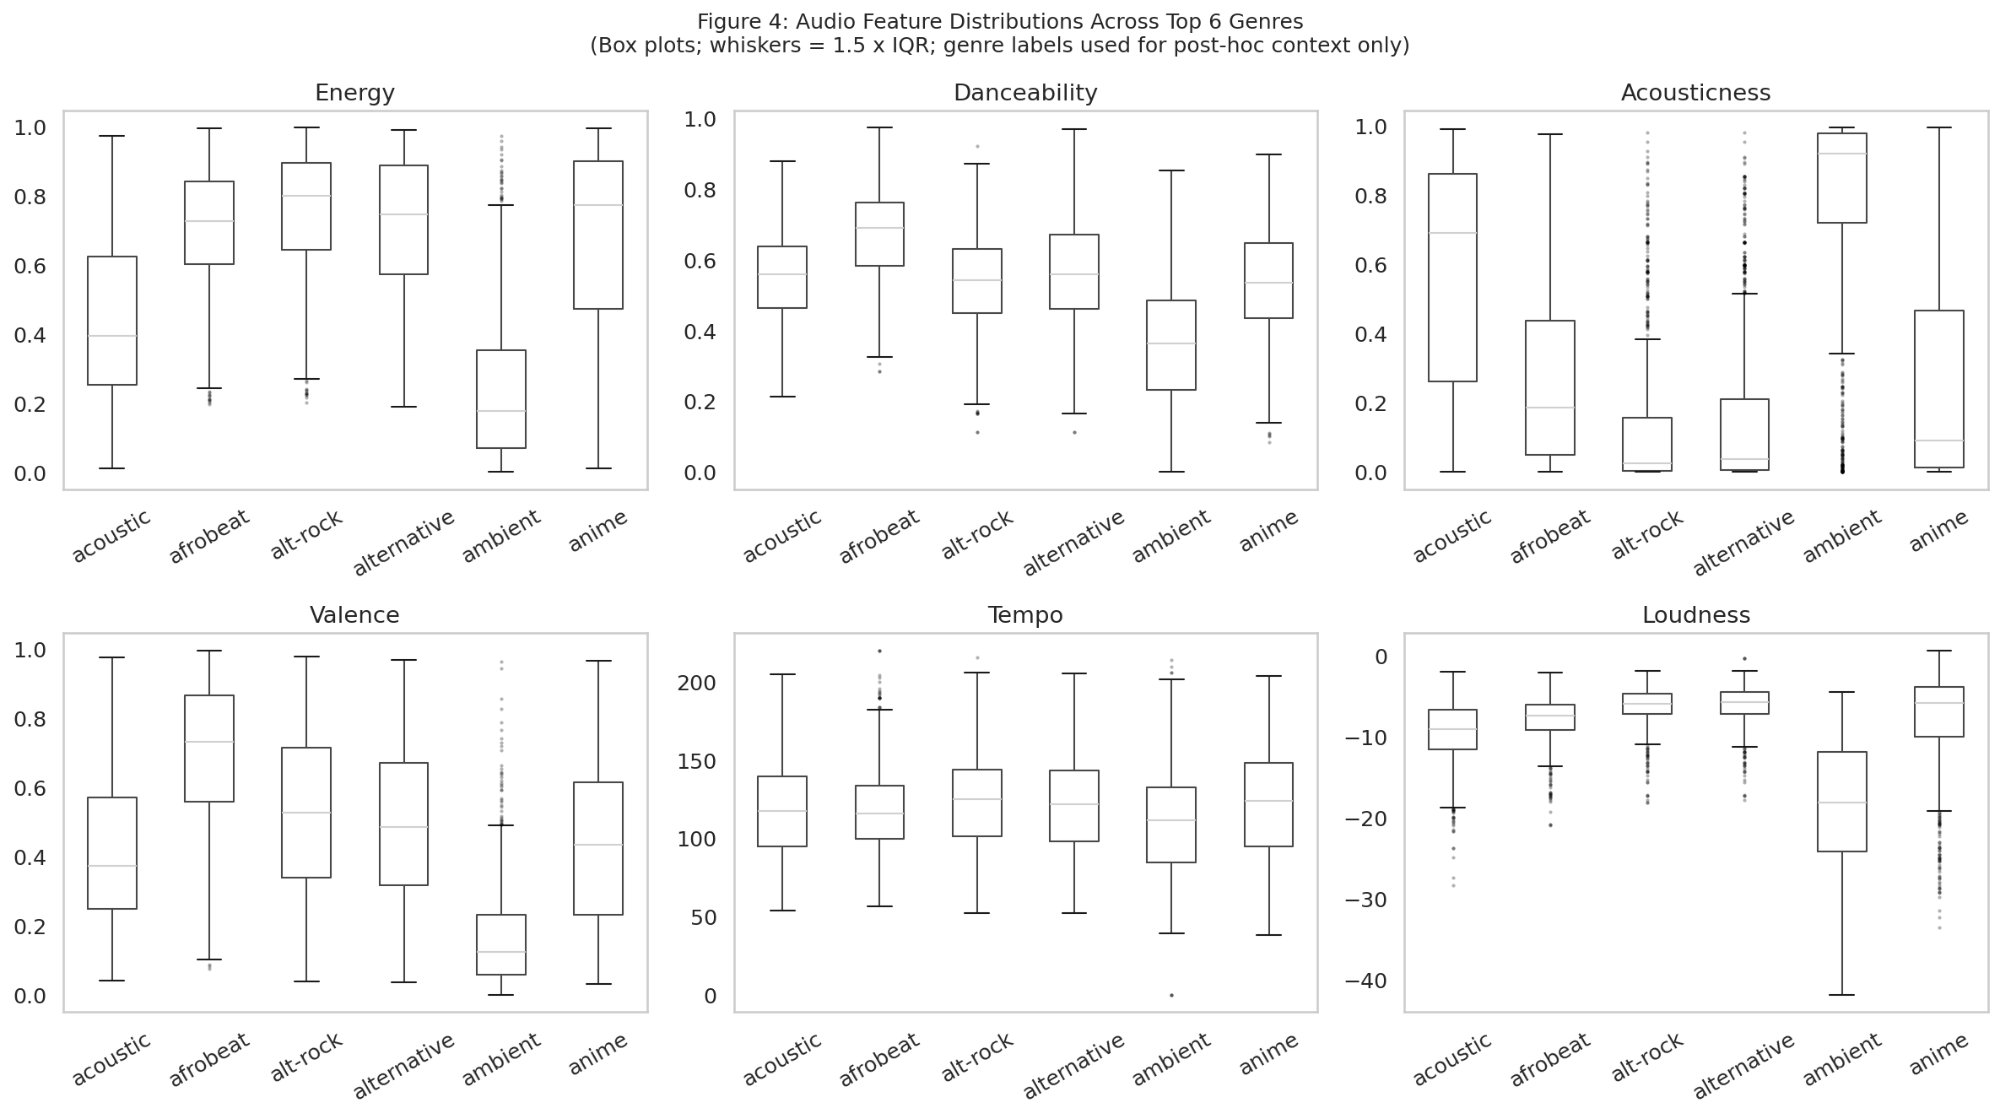 Figure 4: Audio Feature Distributions Across Top 6 Genres
(Box plots; whiskers = 1.5 x IQR; genre labels used for post-hoc context only)
Energy
1.0
0.8
0.6
0.4
0.2
0.0
acoustic
afrobeat
alt-rock
alternative
ambient
anime
Danceability
1.0
0.8
0.6
0.4
0.2
0.0
acoustic
afrobeat
alt-rock
alternative
ambient
anime
Acousticness
1.0
0.8
0.6
0.4
0.2
0.0
acoustic
afrobeat
alt-rock
alternative
ambient
anime
Valence
1.0
0.8
0.6
0.4
0.2
0.0
acoustic
afrobeat
alt-rock
alternative
ambient
anime
Tempo
200
150
100
50
0
acoustic
afrobeat
alt-rock
alternative
ambient
anime
Loudness
0
−10
−20
−30
−40
acoustic
afrobeat
alt-rock
alternative
ambient
anime